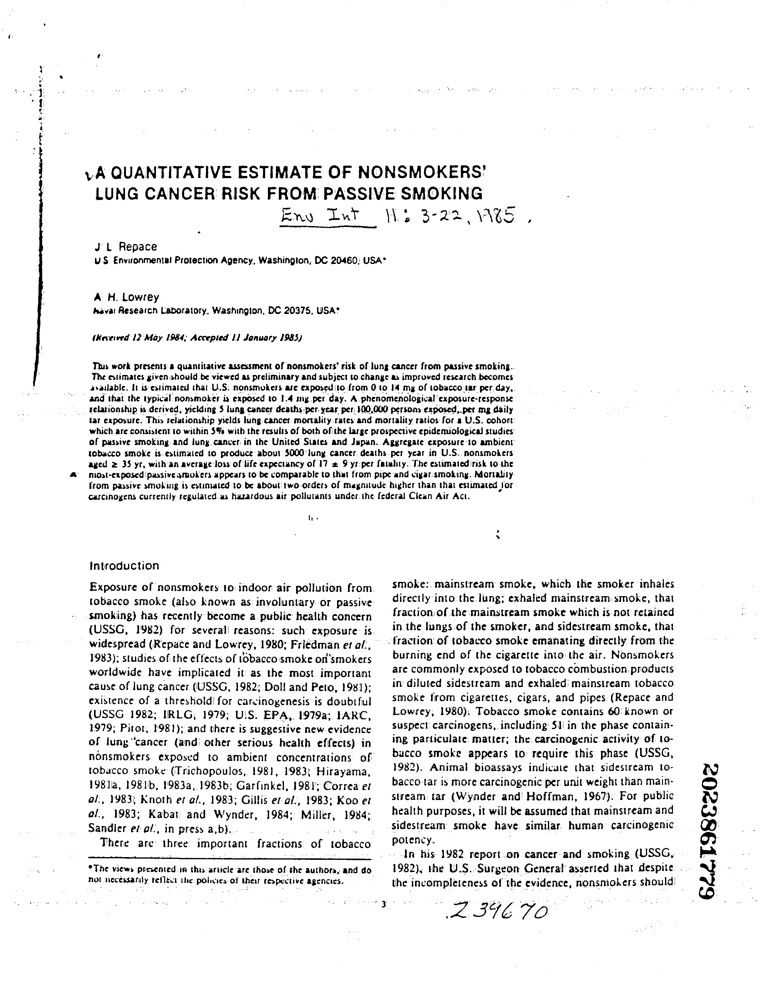 A QUANTITATIVE ESTIMATE OF NONSMOKERS'
LUNG CANCER RISK FROM PASSIVE SMOKING
Env Int 11: 3-22, 1985.
J L Repace
U S Environmental Protection Agency, Washington, DC 20460, USA*
A H. Lowrey
Naval Research Laboratory, Washington, DC 20375, USA*
(Received 12 May 1984; Accepted 11 January 1985)
This work presents a quantitative assessment of nonsmokers' risk of lung cancer from passive smoking.
The estimates given should be viewed as preliminary and subject to change as improved research becomes
available. It is estimated that U.S. nonsmokers are exposed to from 0 to 14 mg of tobacco tar per day,
and that the typical nonsmoker is exposed to 1.4 mg per day. A phenomenological exposure-response
relationship is derived, yielding 5 lung cancer deaths per year per 100,000 persons exposed, per mg daily
tar exposure. This relationship yields lung cancer mortality rates and mortality ratios for a U.S. cohort
which are consistent to within 5% with the results of both of the large prospective epidemiological studies
of passive smoking and lung cancer in the United States and Japan. Aggregate exposure to ambient
tobacco smoke is estimated to produce about 5000 lung cancer deaths per year in U.S. nonsmokers
aged ≥ 35 yr, with an average loss of life expectancy of 17 ± 9 yr per fatality. The estimated risk to the
most-exposed passive smokers appears to be comparable to that from pipe and cigar smoking. Mortality
from passive smoking is estimated to be about two orders of magnitude higher than that estimated for
carcinogens currently regulated as hazardous air pollutants under the federal Clean Air Act.
Introduction
Exposure of nonsmokers to indoor air pollution from
tobacco smoke (also known as involuntary or passive
smoking) has recently become a public health concern
(USSG, 1982) for several reasons: such exposure is
widespread (Repace and Lowrey, 1980; Friedman et al.,
1983); studies of the effects of tobacco smoke on smokers
worldwide have implicated it as the most important
cause of lung cancer (USSG, 1982; Doll and Peto, 1981);
existence of a threshold for carcinogenesis is doubtful
(USSG 1982; IRLG, 1979; U.S. EPA, 1979a; IARC,
1979; Pitot, 1981); and there is suggestive new evidence
of lung cancer (and other serious health effects) in
nonsmokers exposed to ambient concentrations of
tobacco smoke (Trichopoulos, 1981, 1983; Hirayama,
1981a, 1981b, 1983a, 1983b; Garfinkel, 1981; Correa et
al., 1983; Knoth et al., 1983; Gillis et al., 1983; Koo et
al., 1983; Kabat and Wynder, 1984; Miller, 1984;
Sandler et al., in press a,b).
There are three important fractions of tobacco
*The views presented in this article are those of the authors, and do
not necessarily reflect the policies of their respective agencies.
smoke: mainstream smoke, which the smoker inhales
directly into the lung; exhaled mainstream smoke, that
fraction of the mainstream smoke which is not retained
in the lungs of the smoker, and sidestream smoke, that
fraction of tobacco smoke emanating directly from the
burning end of the cigarette into the air. Nonsmokers
are commonly exposed to tobacco combustion products
in diluted sidestream and exhaled mainstream tobacco
smoke from cigarettes, cigars, and pipes (Repace and
Lowrey, 1980). Tobacco smoke contains 60 known or
suspect carcinogens, including 51 in the phase contain-
ing particulate matter; the carcinogenic activity of to-
bacco smoke appears to require this phase (USSG,
1982). Animal bioassays indicate that sidestream to-
bacco tar is more carcinogenic per unit weight than main-
stream tar (Wynder and Hoffman, 1967). For public
health purposes, it will be assumed that mainstream and
sidestream smoke have similar human carcinogenic
potency.
In his 1982 report on cancer and smoking (USSG,
1982), the U.S. Surgeon General asserted that despite
the incompleteness of the evidence, nonsmokers should
3
239670
2023861779